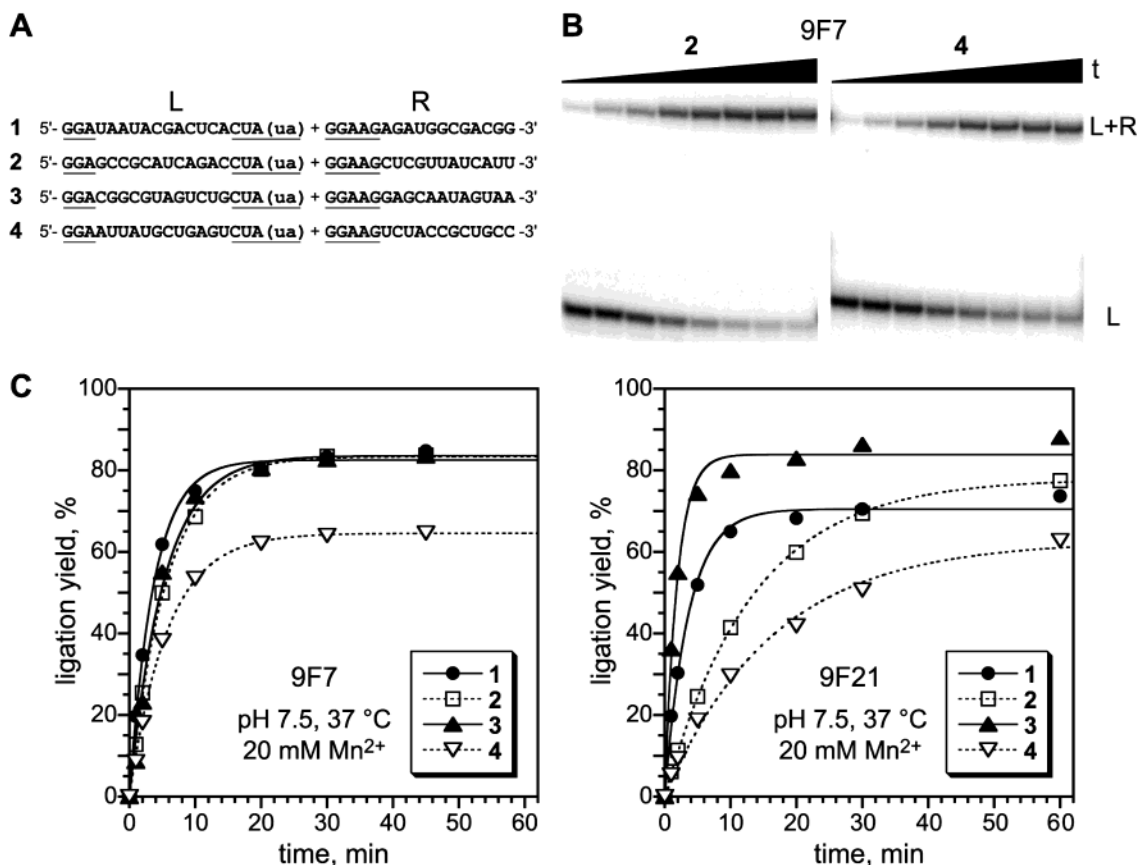 A
L R
1 5'- GGAUAAUACGACUCACUA(ua) + GGAAGAGAUGGCGACGG -3'
2 5'- GGAGCCGCAUCAGACCUA(ua) + GGAAGCUCGUUAUCAUU -3'
3 5'- GGACGGCGUAGUCUGCUA(ua) + GGAAGGAGCAAUAGUAA -3'
4 5'- GGAAUUAUGCUGAGUCUA(ua) + GGAAGUCUACCGCUGCC -3'
B
9F7
2 4
t
L+R
L
C
ligation yield, %
100
80
60
40
20
0
9F7
pH 7.5, 37 °C
20 mM Mn2+
1
2
3
4
0 10 20 30 40 50 60
time, min
ligation yield, %
100
80
60
40
20
0
9F21
pH 7.5, 37 °C
20 mM Mn2+
1
2
3
4
0 10 20 30 40 50 60
time, min